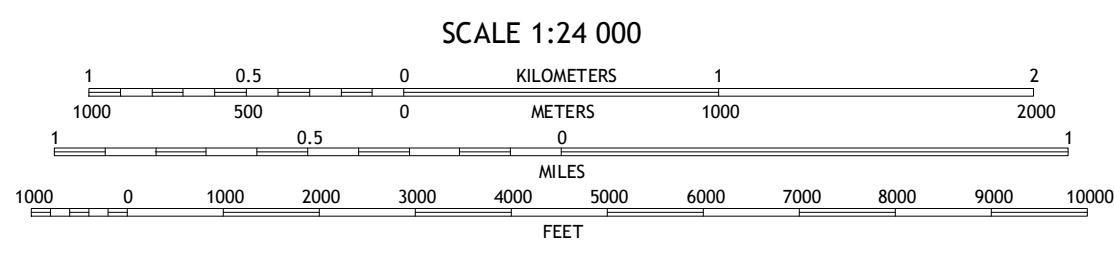 SCALE 1:24 000
1 0.5 0 KILOMETERS 1 2
1000 500 0 METERS 1000 2000
1 0.5 0 1
MILES
1000 0 1000 2000 3000 4000 5000 6000 7000 8000 9000 10000
FEET